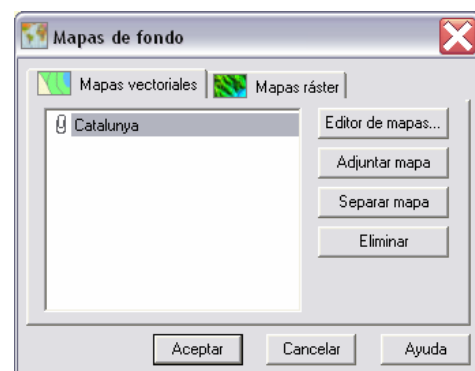 Mapas de fondo
Mapas vectoriales
Mapas ráster
Catalunya
Editor de mapas...
Adjuntar mapa
Separar mapa
Eliminar
Aceptar
Cancelar
Ayuda